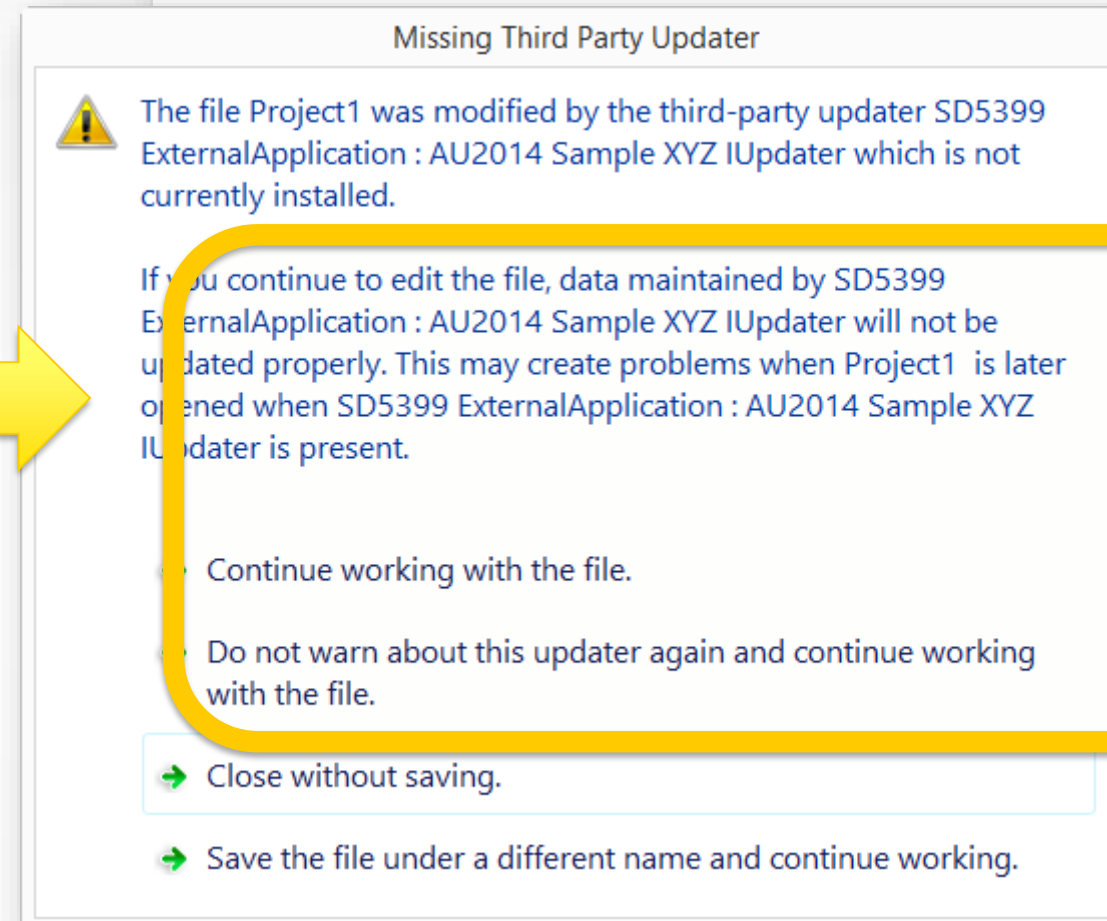 Missing Third Party Updater
The file Project1 was modified by the third-party updater SD5399
ExternalApplication : AU2014 Sample XYZ IUpdater which is not
currently installed.
If you continue to edit the file, data maintained by SD5399
ExternalApplication : AU2014 Sample XYZ IUpdater will not be
updated properly. This may create problems when Project1 is later
opened when SD5399 ExternalApplication : AU2014 Sample XYZ
IUpdater is present.
Continue working with the file.
Do not warn about this updater again and continue working
with the file.
Close without saving.
Save the file under a different name and continue working.